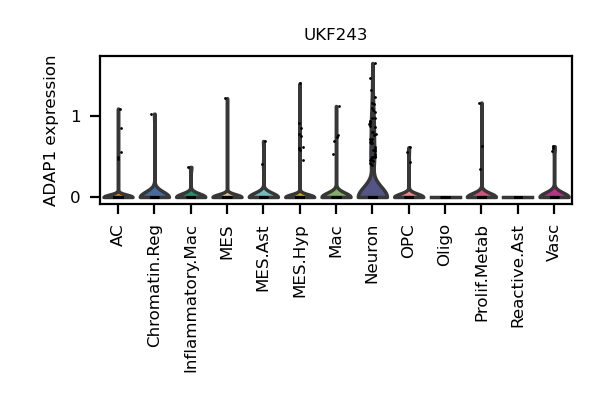 UKF243
ADAP1 expression
1
0
AC
Chromatin.Reg
Inflammatory.Mac
MES
MES.Ast
MES.Hyp
Mac
Neuron
OPC
Oligo
Prolif.Metab
Reactive.Ast
Vasc